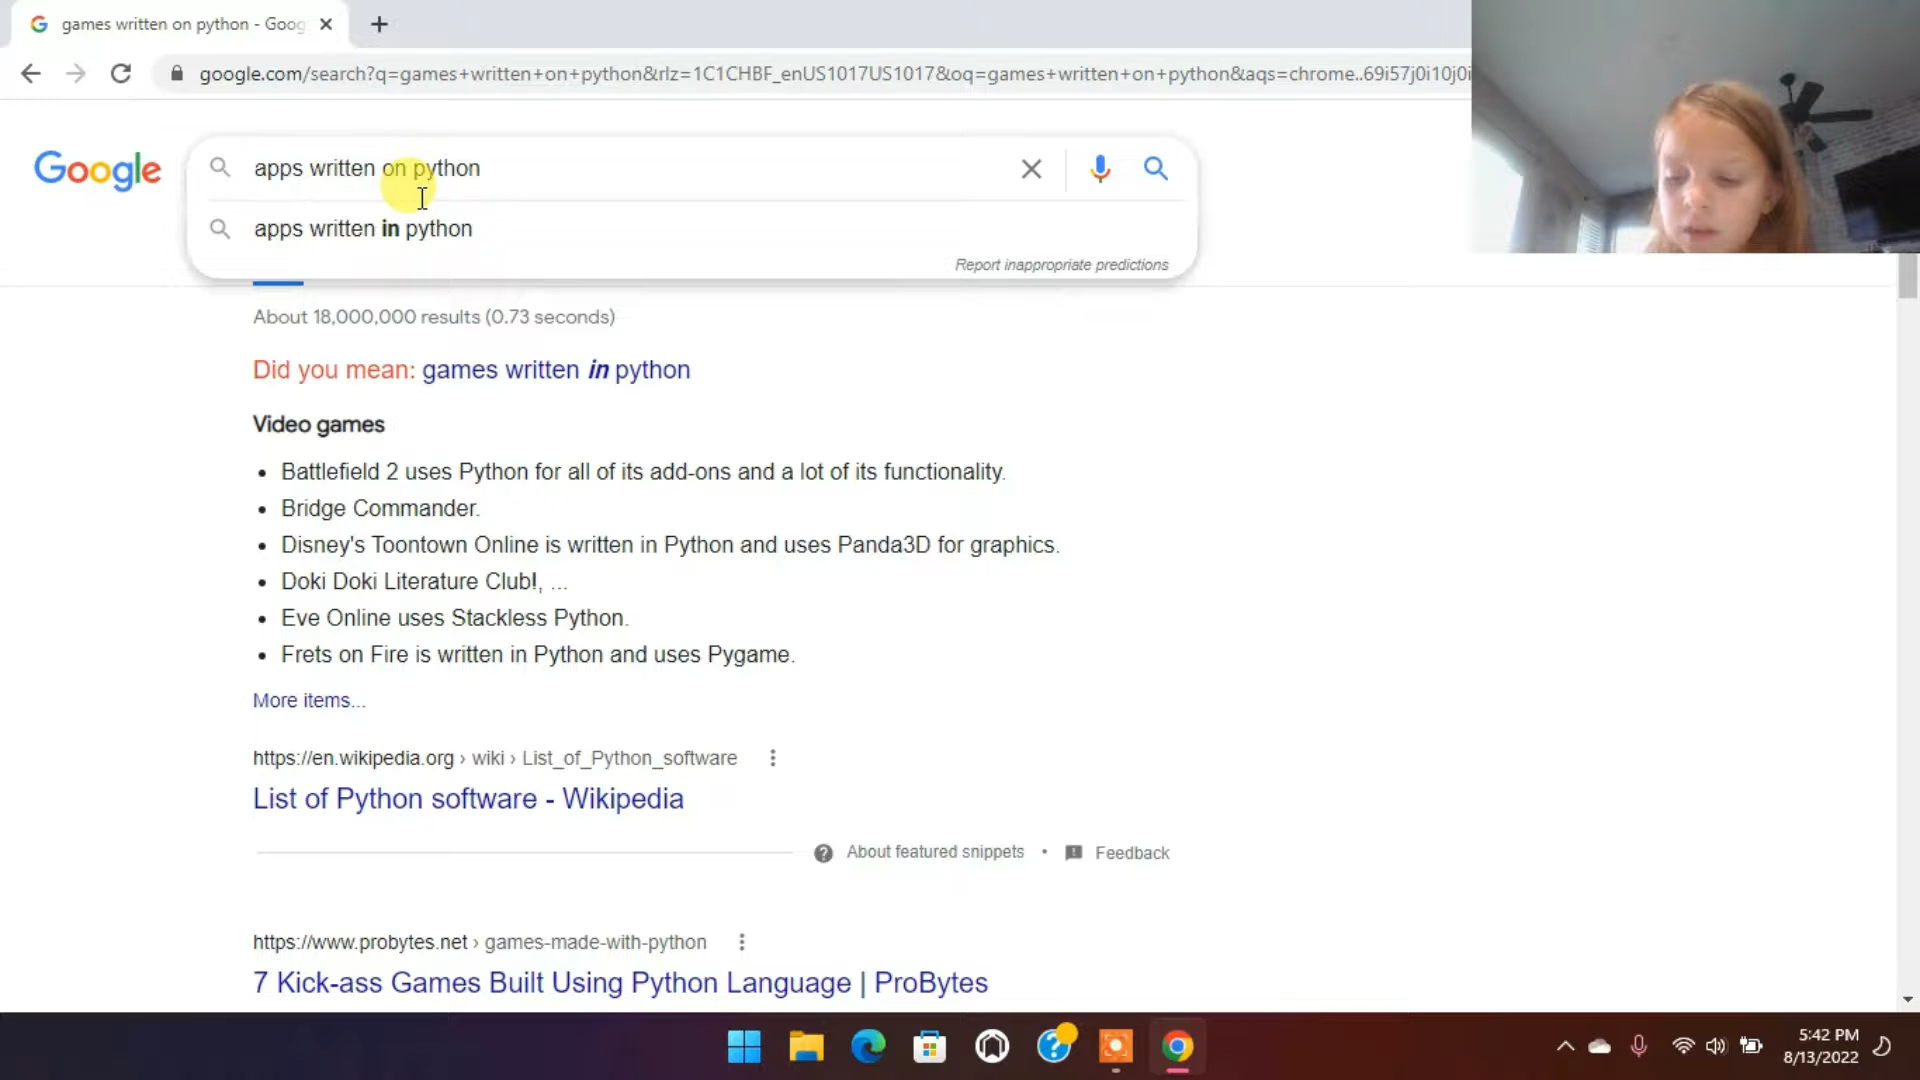 games written on python - Goog
google.com/search?q=games+written+on+python&rlz=1C1CHBF_enUS1017US1017&oq=games+written+on+python&aqs=chrome..69i57j0i10j0i
Google
apps written on python
apps written in python
Report inappropriate predictions
About 18,000,000 results (0.73 seconds)
Did you mean: games written in python
Video games
• Battlefield 2 uses Python for all of its add-ons and a lot of its functionality.
• Bridge Commander.
• Disney's Toontown Online is written in Python and uses Panda3D for graphics.
• Doki Doki Literature Club!, ...
• Eve Online uses Stackless Python.
• Frets on Fire is written in Python and uses Pygame.
More items...
https://en.wikipedia.org › wiki › List_of_Python_software
List of Python software - Wikipedia
About featured snippets • Feedback
https://www.probytes.net › games-made-with-python
7 Kick-ass Games Built Using Python Language | ProBytes
5:42 PM
8/13/2022